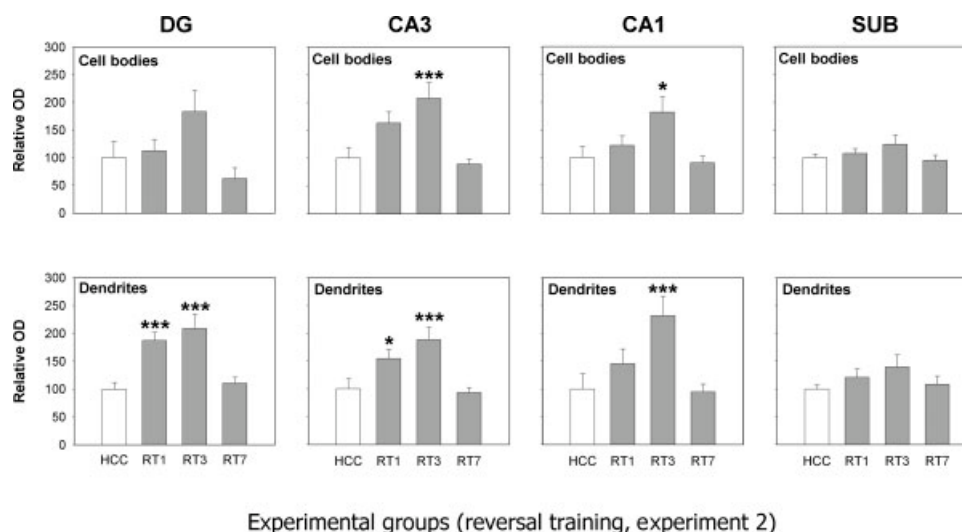 DG CA3 CA1 SUB
Relative OD
300
250
200
150
100
50
0
Cell bodies
Cell bodies
***
Cell bodies
*
Cell bodies
Relative OD
300
250
200
150
100
50
0
Dendrites
*** ***
Dendrites
* ***
Dendrites
***
Dendrites
HCC RT1 RT3 RT7 HCC RT1 RT3 RT7 HCC RT1 RT3 RT7 HCC RT1 RT3 RT7
Experimental groups (reversal training, experiment 2)